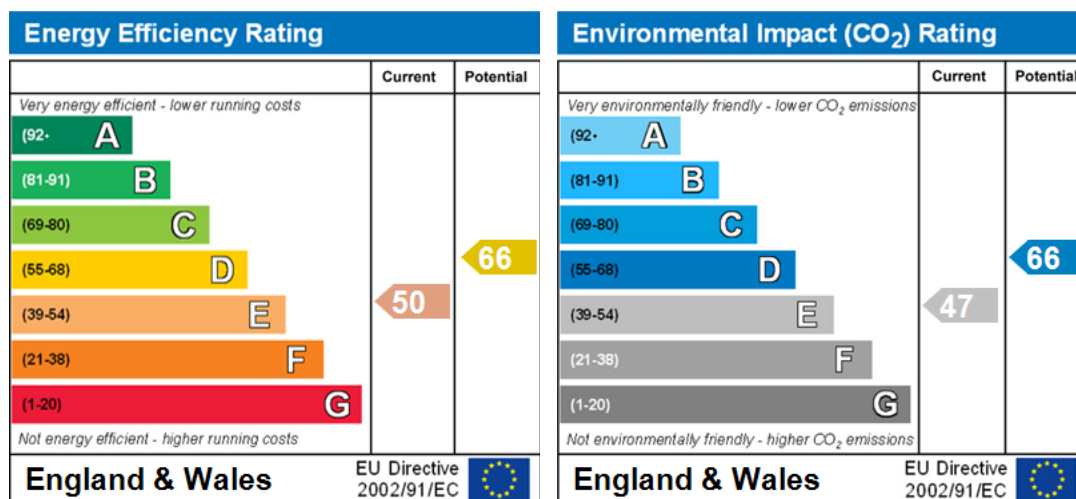 Energy Efficiency Rating
Current Potential
Very energy efficient - lower running costs
(92+ A
(81-91) B
(69-80) C
(55-68) D
(39-54) E
(21-38) F
(1-20) G
66
50
Not energy efficient - higher running costs
England & Wales
EU Directive
2002/91/EC
Environmental Impact (CO₂) Rating
Current Potential
Very environmentally friendly - lower CO₂ emissions
(92+ A
(81-91) B
(69-80) C
(55-68) D
(39-54) E
(21-38) F
(1-20) G
66
47
Not environmentally friendly - higher CO₂ emissions
England & Wales
EU Directive
2002/91/EC